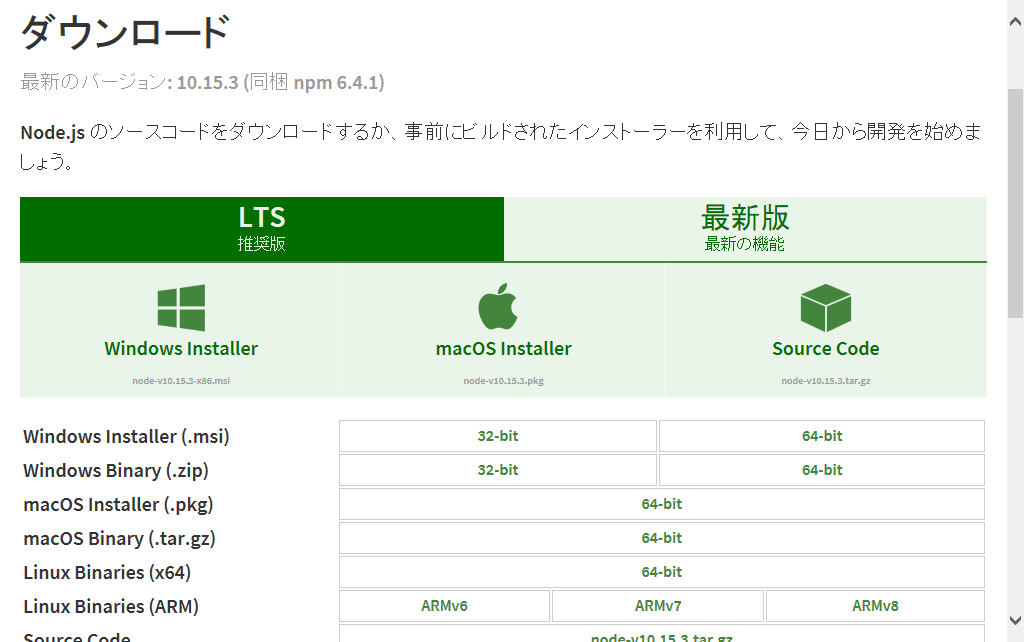 ダウンロード
最新のバージョン: 10.15.3 (同梱 npm 6.4.1)
Node.js のソースコードをダウンロードするか、事前にビルドされたインストーラーを利用して、今日から開発を始めま
しょう。
LTS
推奨版
最新版
最新の機能
Windows Installer
node-v10.15.3-x86.msi
macOS Installer
node-v10.15.3.pkg
Source Code
node-v10.15.3.tar.gz
Windows Installer (.msi) 32-bit 64-bit
Windows Binary (.zip) 32-bit 64-bit
macOS Installer (.pkg) 64-bit
macOS Binary (.tar.gz) 64-bit
Linux Binaries (x64) 64-bit
Linux Binaries (ARM) ARMv6 ARMv7 ARMv8
Source Code node-v10.15.3.tar.gz